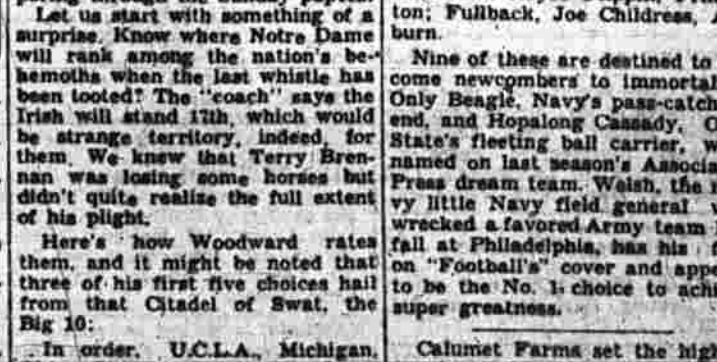 Let us start with something of a
surprise. Know where Notre Dame
will rank among the nation's be-
hemoths when the last whistle has
been tooted? The "coach" says the
Irish will stand 17th, which would
be strange territory, indeed, for
them. We knew that Terry Bren-
nan was losing some horses but
didn't quite realize the full extent
of his plight.
Here's how Woodward rates
them, and it might be noted that
three of his first five choices hail
from that Citadel of Swat, the
Big 10:
In order, U.C.L.A., Michigan,
ton; Fullback, Joe Childress, A
burn.
Nine of these are destined to
come newcombers to immortal
Only Beagle, Navy's pass-catch
end, and Hopalong Cassady, O
State's fleeting ball carrier, w
named on last season's Associa
Press dream team. Welsh, the
vy little Navy field general
wrecked a favored Army team
fall at Philadelphia, has his
on "Football's" cover and appe
to be the No. 1 choice to achi
super greatness.
Calumet Farms set the high